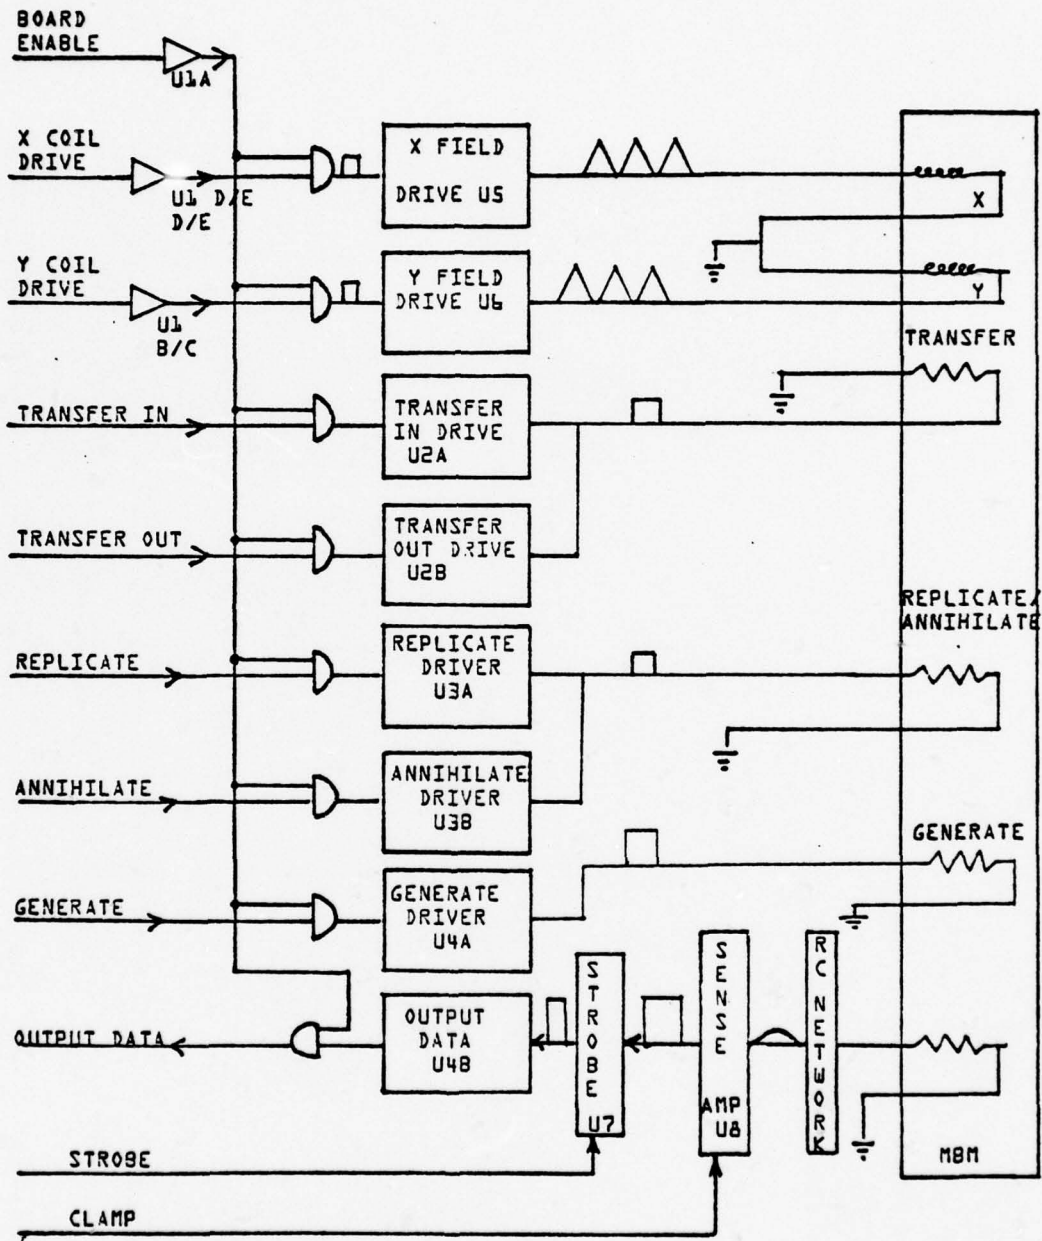 BOARD
ENABLE
U1A
X COIL
DRIVE
U1 D/E
D/E
X FIELD
DRIVE U5
X
Y COIL
DRIVE
U1
B/C
Y FIELD
DRIVE U6
Y
TRANSFER
TRANSFER IN
TRANSFER
IN DRIVE
U2A
TRANSFER OUT
TRANSFER
OUT DRIVE
U2B
REPLICATE/
ANNIHILATE
REPLICATE
REPLICATE
DRIVER
U3A
ANNIHILATE
ANNIHILATE
DRIVER
U3B
GENERATE
GENERATE
GENERATE
DRIVER
U4A
OUTPUT DATA
OUTPUT
DATA
U4B
STROBE
U7
SENSE
AMP
U8
RC NETWORK
MBM
STROBE
CLAMP